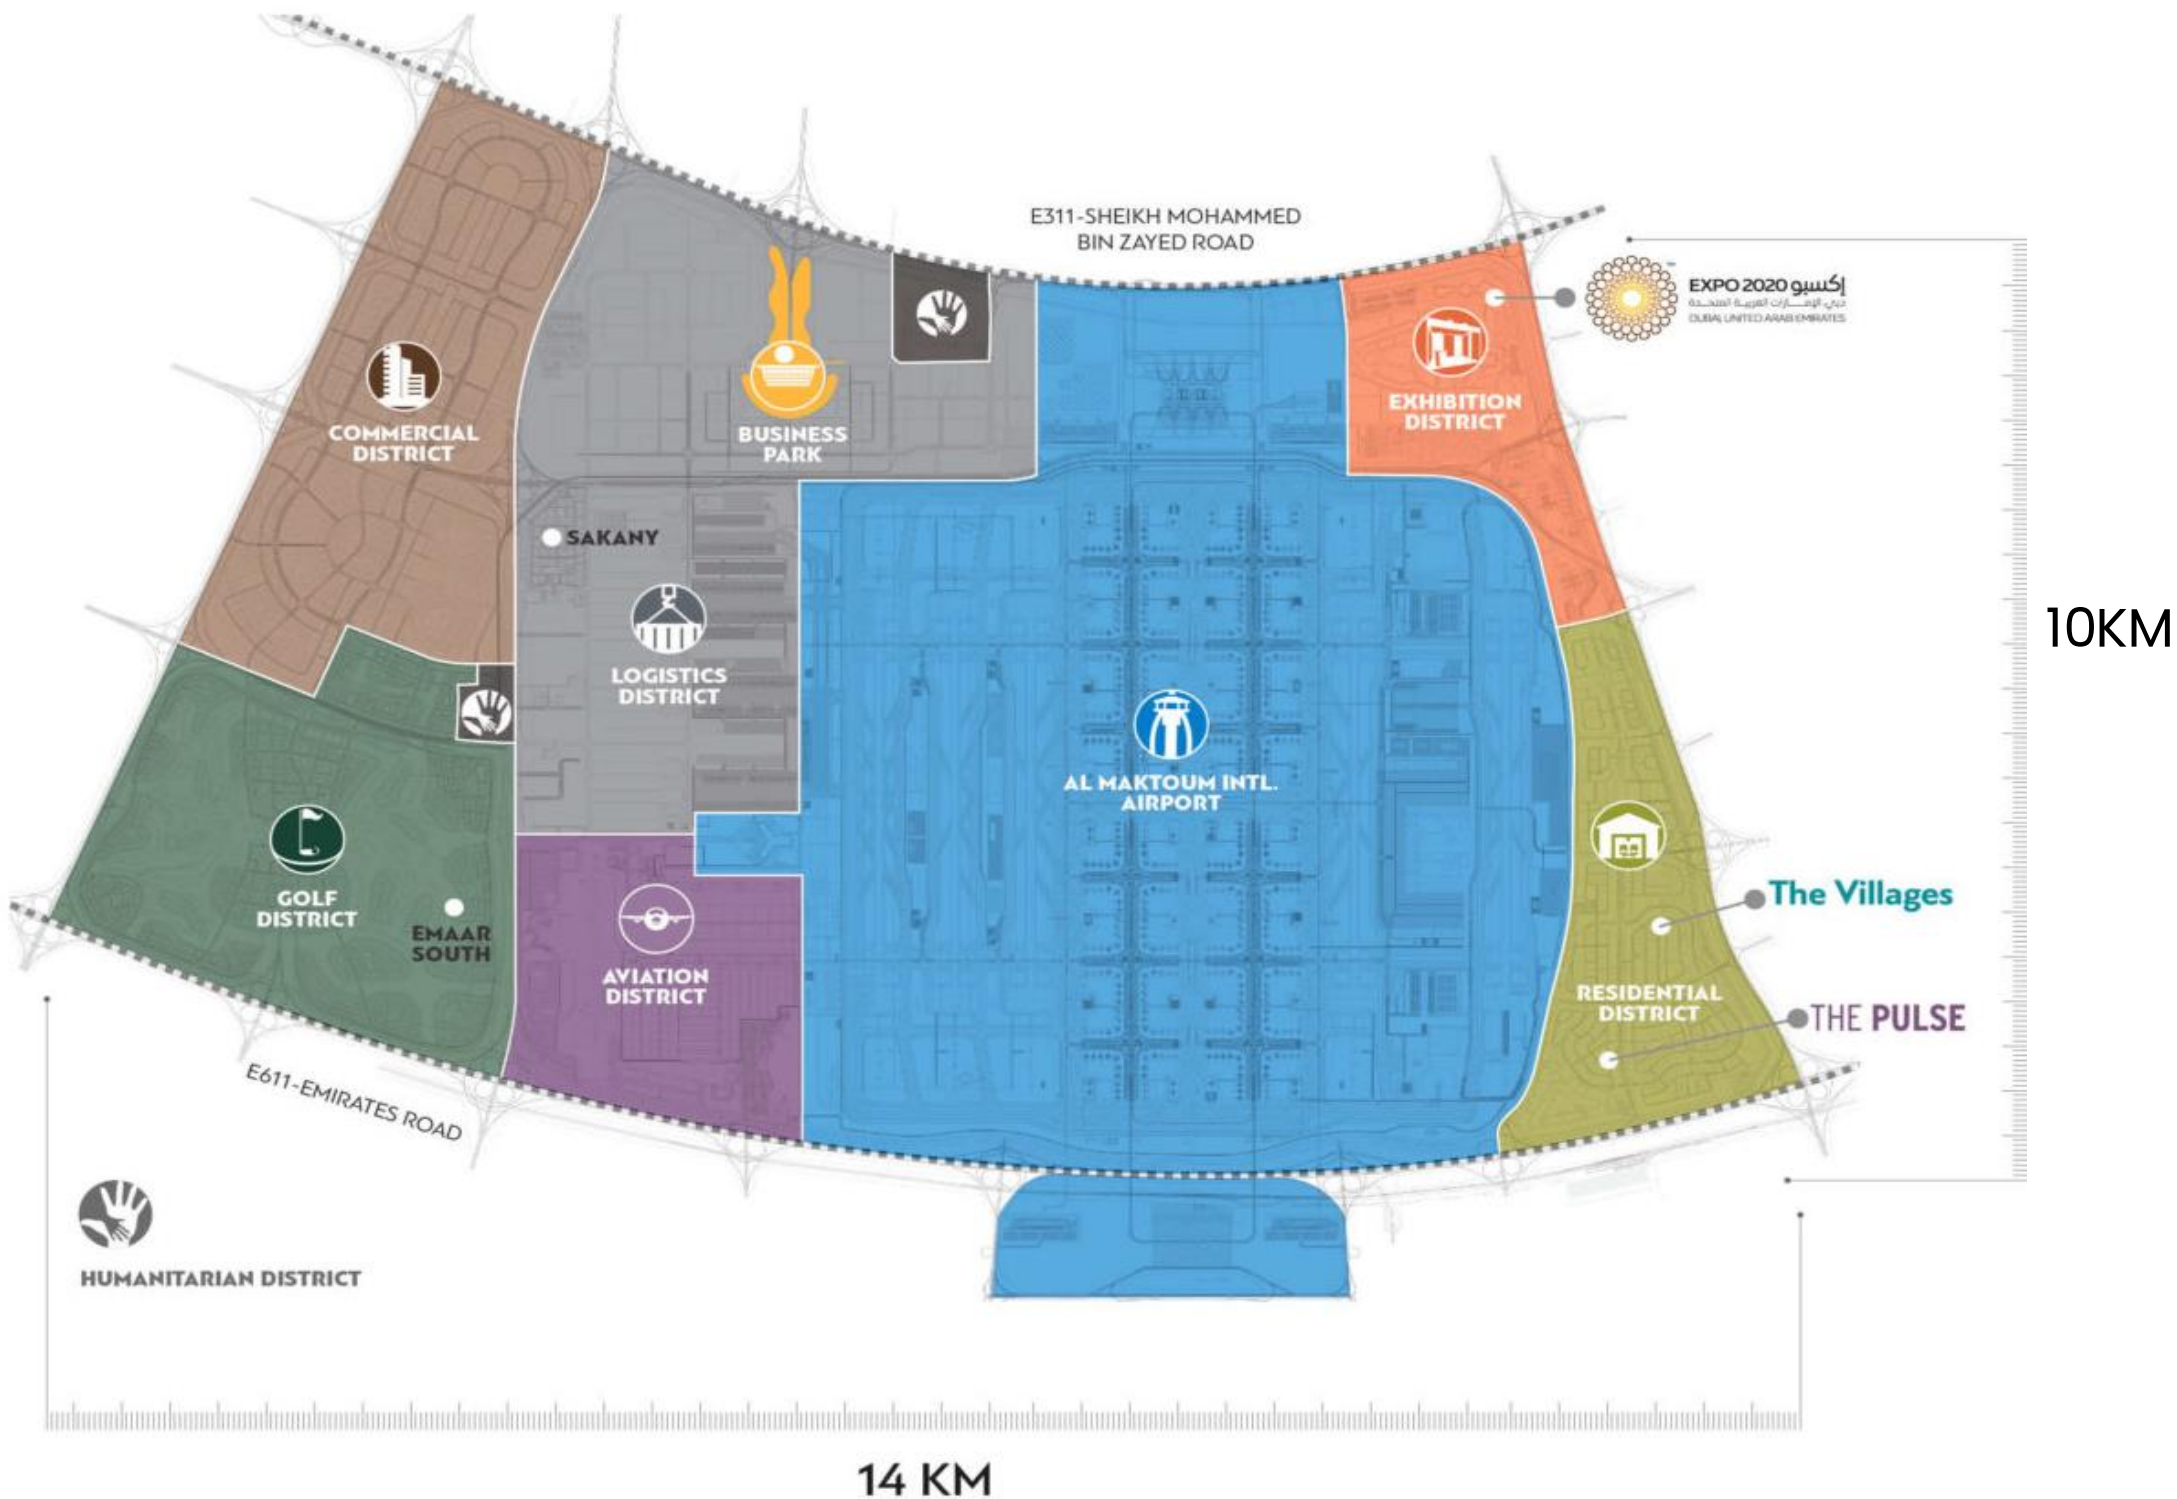 E311-SHEIKH MOHAMMED
BIN ZAYED ROAD
EXPO 2020 إكسبو
دبي، الإمارات العربية المتحدة
DUBAI, UNITED ARAB EMIRATES
EXHIBITION
DISTRICT
COMMERCIAL
DISTRICT
BUSINESS
PARK
SAKANY
10KM
LOGISTICS
DISTRICT
AL MAKTOUM INTL.
AIRPORT
GOLF
DISTRICT
EMAAR
SOUTH
The Villages
AVIATION
DISTRICT
RESIDENTIAL
DISTRICT
THE PULSE
E611-EMIRATES ROAD
HUMANITARIAN DISTRICT
14 KM